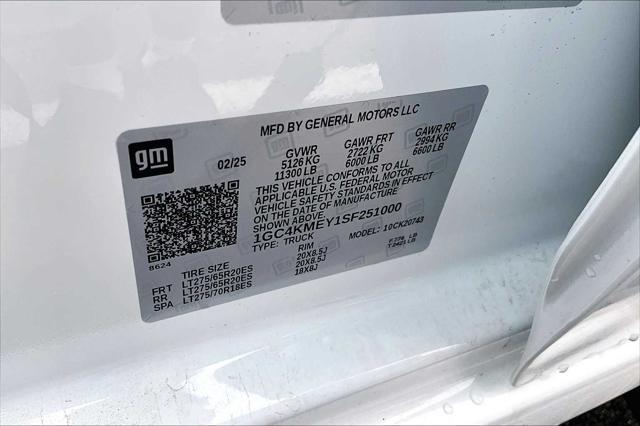 MFD BY GENERAL MOTORS LLC
gm
02/25
GVWR GAWR FRT GAWR RR
5126 KG 2722 KG 2994 KG
11300 LB 6000 LB 6600 LB
THIS VEHICLE CONFORMS TO ALL
APPLICABLE U.S. FEDERAL MOTOR
VEHICLE SAFETY STANDARDS IN EFFECT
ON THE DATE OF MANUFACTURE
SHOWN ABOVE.
1GC4KMEY1SF251000
TYPE: TRUCK MODEL: 10CK20743
8624
TIRE SIZE RIM
FRT LT275/65R20ES 20X8.5J
RR LT275/65R20ES 20X8.5J
SPA LT275/70R18ES 18X8J